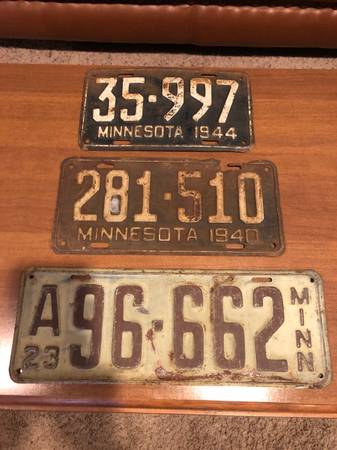 35-997
MINNESOTA 1944
281-510
MINNESOTA 1940
A 96-662 MINN
23